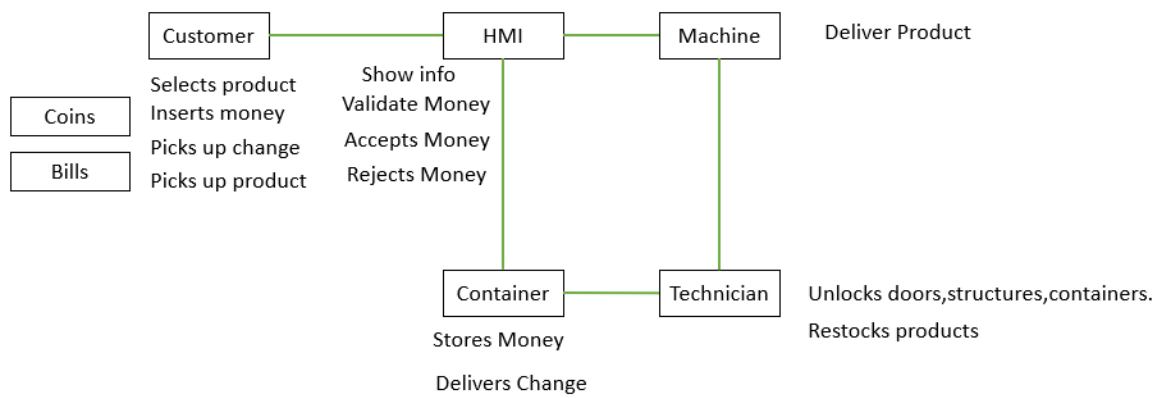 Customer
HMI
Machine
Deliver Product
Selects product
Inserts money
Picks up change
Picks up product
Coins
Bills
Show info
Validate Money
Accepts Money
Rejects Money
Container
Technician
Unlocks doors,structures,containers.
Restocks products
Stores Money
Delivers Change